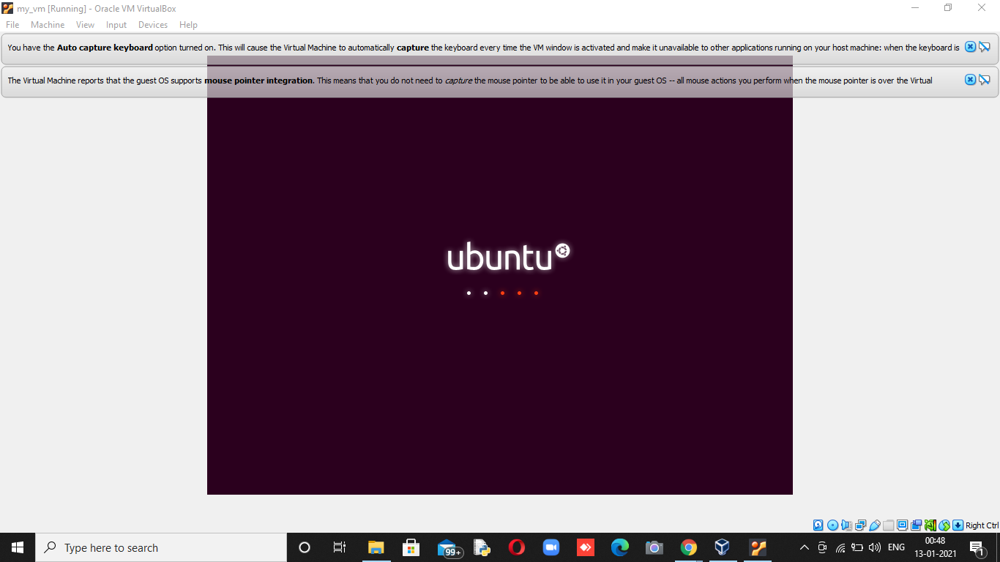 my_vm [Running] - Oracle VM VirtualBox
File Machine View Input Devices Help
You have the Auto capture keyboard option turned on. This will cause the Virtual Machine to automatically capture the keyboard every time the VM window is activated and make it unavailable to other applications running on your host machine: when the keyboard is
The Virtual Machine reports that the guest OS supports mouse pointer integration. This means that you do not need to capture the mouse pointer to be able to use it in your guest OS -- all mouse actions you perform when the mouse pointer is over the Virtual
ubuntu
Right Ctrl
Type here to search
99+
ENG
00:48
13-01-2021
1